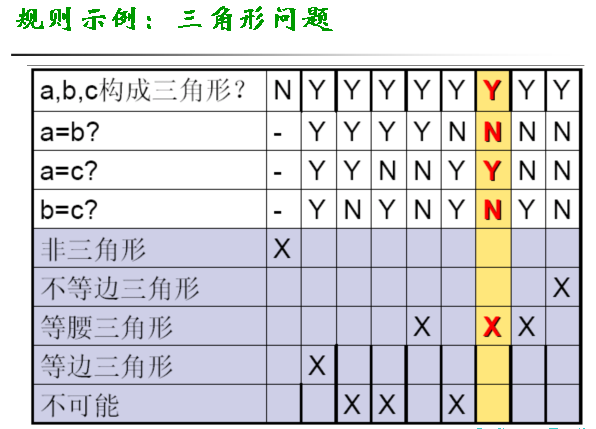 规则示例：三角形问题
a,b,c构成三角形? N Y Y Y Y Y Y Y Y
a=b? - Y Y Y Y N N N N
a=c? - Y Y N N Y Y N N
b=c? - Y N Y N Y N Y N
非三角形 X
不等边三角形 X
等腰三角形 X X X
等边三角形 X
不可能 X X X